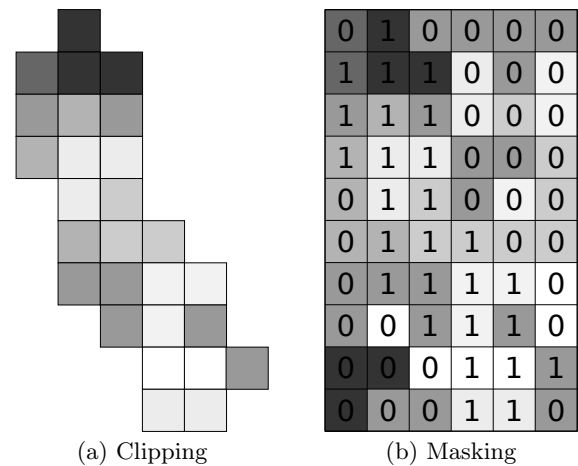 0 1 0 0 0 0
1 1 1 0 0 0
1 1 1 0 0 0
1 1 1 0 0 0
0 1 1 0 0 0
0 1 1 1 0 0
0 1 1 1 1 0
0 0 1 1 1 0
0 0 0 1 1 1
0 0 0 1 1 0
(a) Clipping (b) Masking